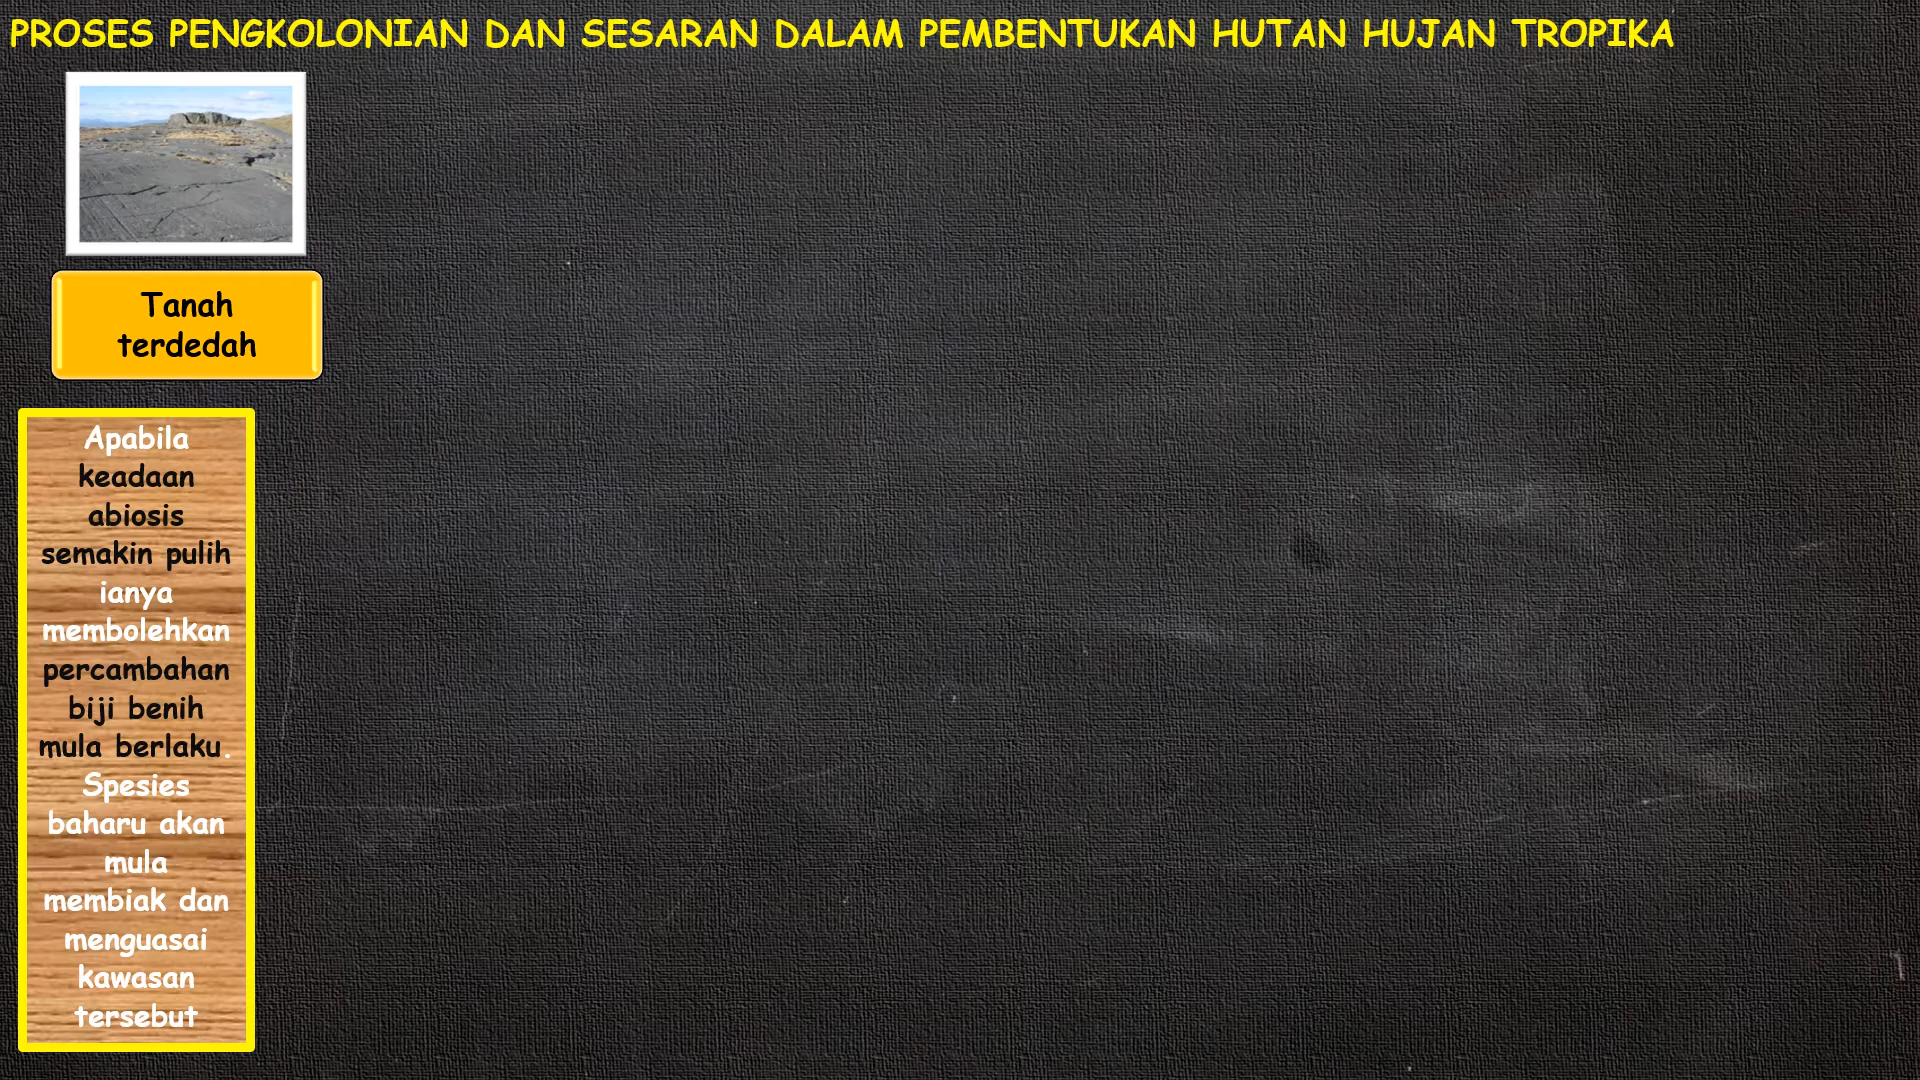 PROSES PENGKOLONIAN DAN SESARAN DALAM PEMBENTUKAN HUTAN HUJAN TROPIKA
Tanah
terdedah
Apabila
keadaan
abiosis
semakin pulih
ianya
membolehkan
percambahan
biji benih
mula berlaku.
Spesies
baharu akan
mula
membiak dan
menguasai
kawasan
tersebut